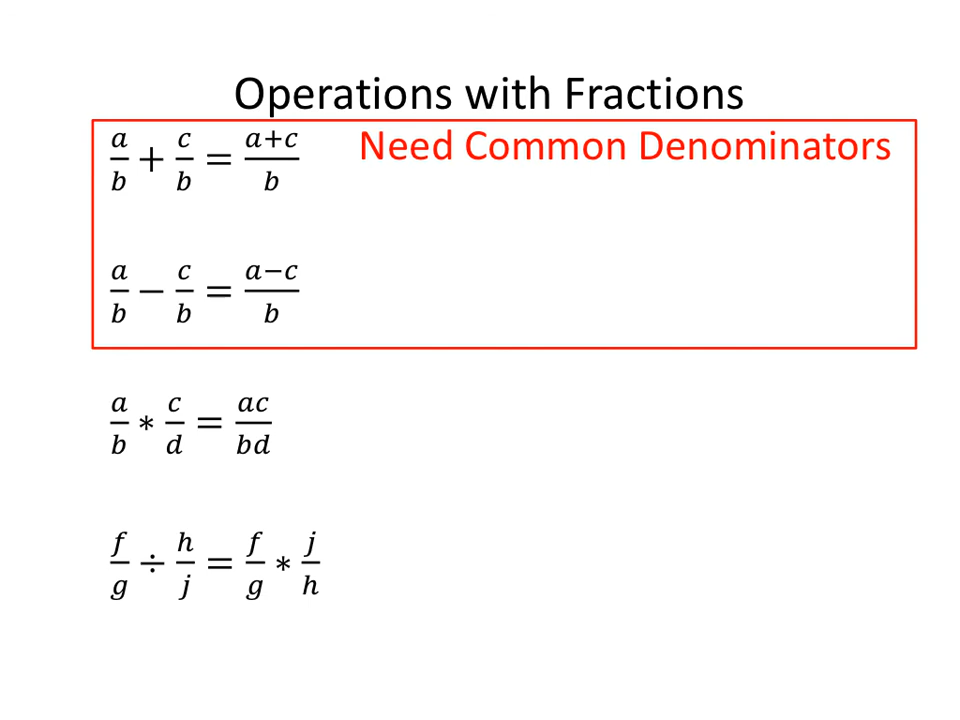 Operations with Fractions
a/b + c/b = a+c/b Need Common Denominators
a/b − c/b = a−c/b
a/b * c/d = ac/bd
f/g ÷ h/j = f/g * j/h